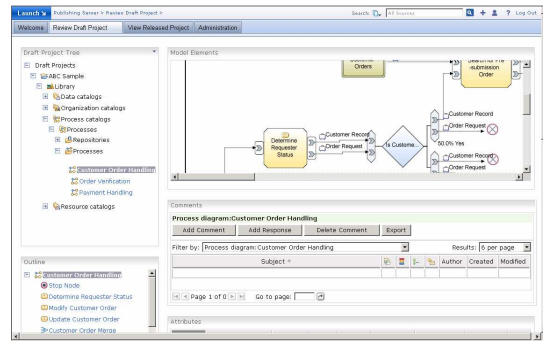 Launch Publishing Server > Review Draft Project > Search: All Sources ? Log Out
Welcome Review Draft Project View Released Project Administration
Draft Project Tree
Draft Projects
ABC Sample
Library
Data catalogs
Organization catalogs
Process catalogs
Processes
Repositories
Processes
Customer Order Handling
Order Verification
Payment Handling
Resource catalogs
Outline
Customer Order Handling
Stop Node
Determine Requester Status
Modify Customer Order
Update Customer Order
Customer Order Merge
Model Elements
Orders
Search for Pre
-submission
Order
Customer Record
Order Request
Determine
Requester
Status
Customer Record
Order Request
Is Custome...
50.0% Yes
Customer Record
Order Request
Comments
Process diagram:Customer Order Handling
Add Comment Add Response Delete Comment Export
Filter by: Process diagram:Customer Order Handling Results: 6 per page
Subject Author Created Modified
Page 1 of 0 Go to page:
Attributes